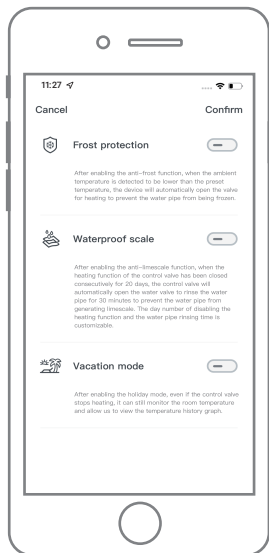 11:27
Cancel Confirm
Frost protection
After enabling the anti-frost function, when the ambient
temperature is detected to be lower than the preset
temperature, the device will automatically open the valve
for heating to prevent the water pipe from being frozen.
Waterproof scale
After enabling the anti-limescale function, when the
heating function of the control valve has been closed
consecutively for 20 days, the control valve will
automatically open the water valve to rinse the water
pipe for 30 minutes to prevent the water pipe from
generating limescale. The day number of disabling the
heating function and the water pipe rinsing time is
customizable.
Vacation mode
After enabling the holiday mode, even if the control valve
stops heating, it can still monitor the room temperature
and allow us to view the temperature history graph.